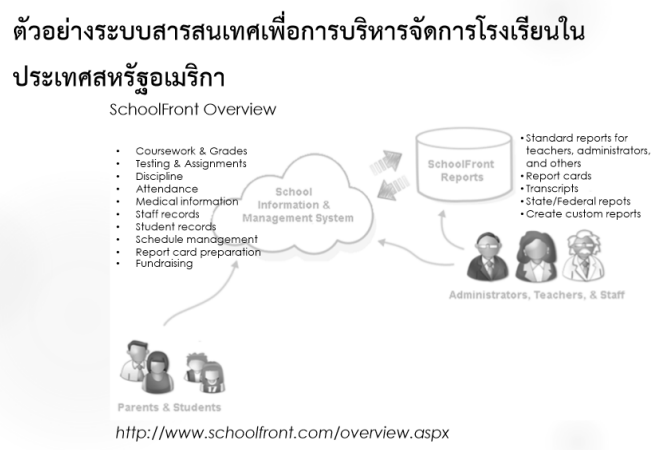 ตัวอย่างระบบสารสนเทศเพื่อการบริหารจัดการโรงเรียนใน
ประเทศสหรัฐอเมริกา
SchoolFront Overview
• Coursework & Grades
• Testing & Assignments
• Discipline
• Attendance
• Medical information
• Staff records
• Student records
• Schedule management
• Report card preparation
• Fundraising
School
Information &
Management System
SchoolFront
Reports
• Standard reports for
teachers, administrators,
and others
• Report cards
• Transcripts
• State/Federal repots
• Create custom reports
Administrators, Teachers, & Staff
Parents & Students
http://www.schoolfront.com/overview.aspx